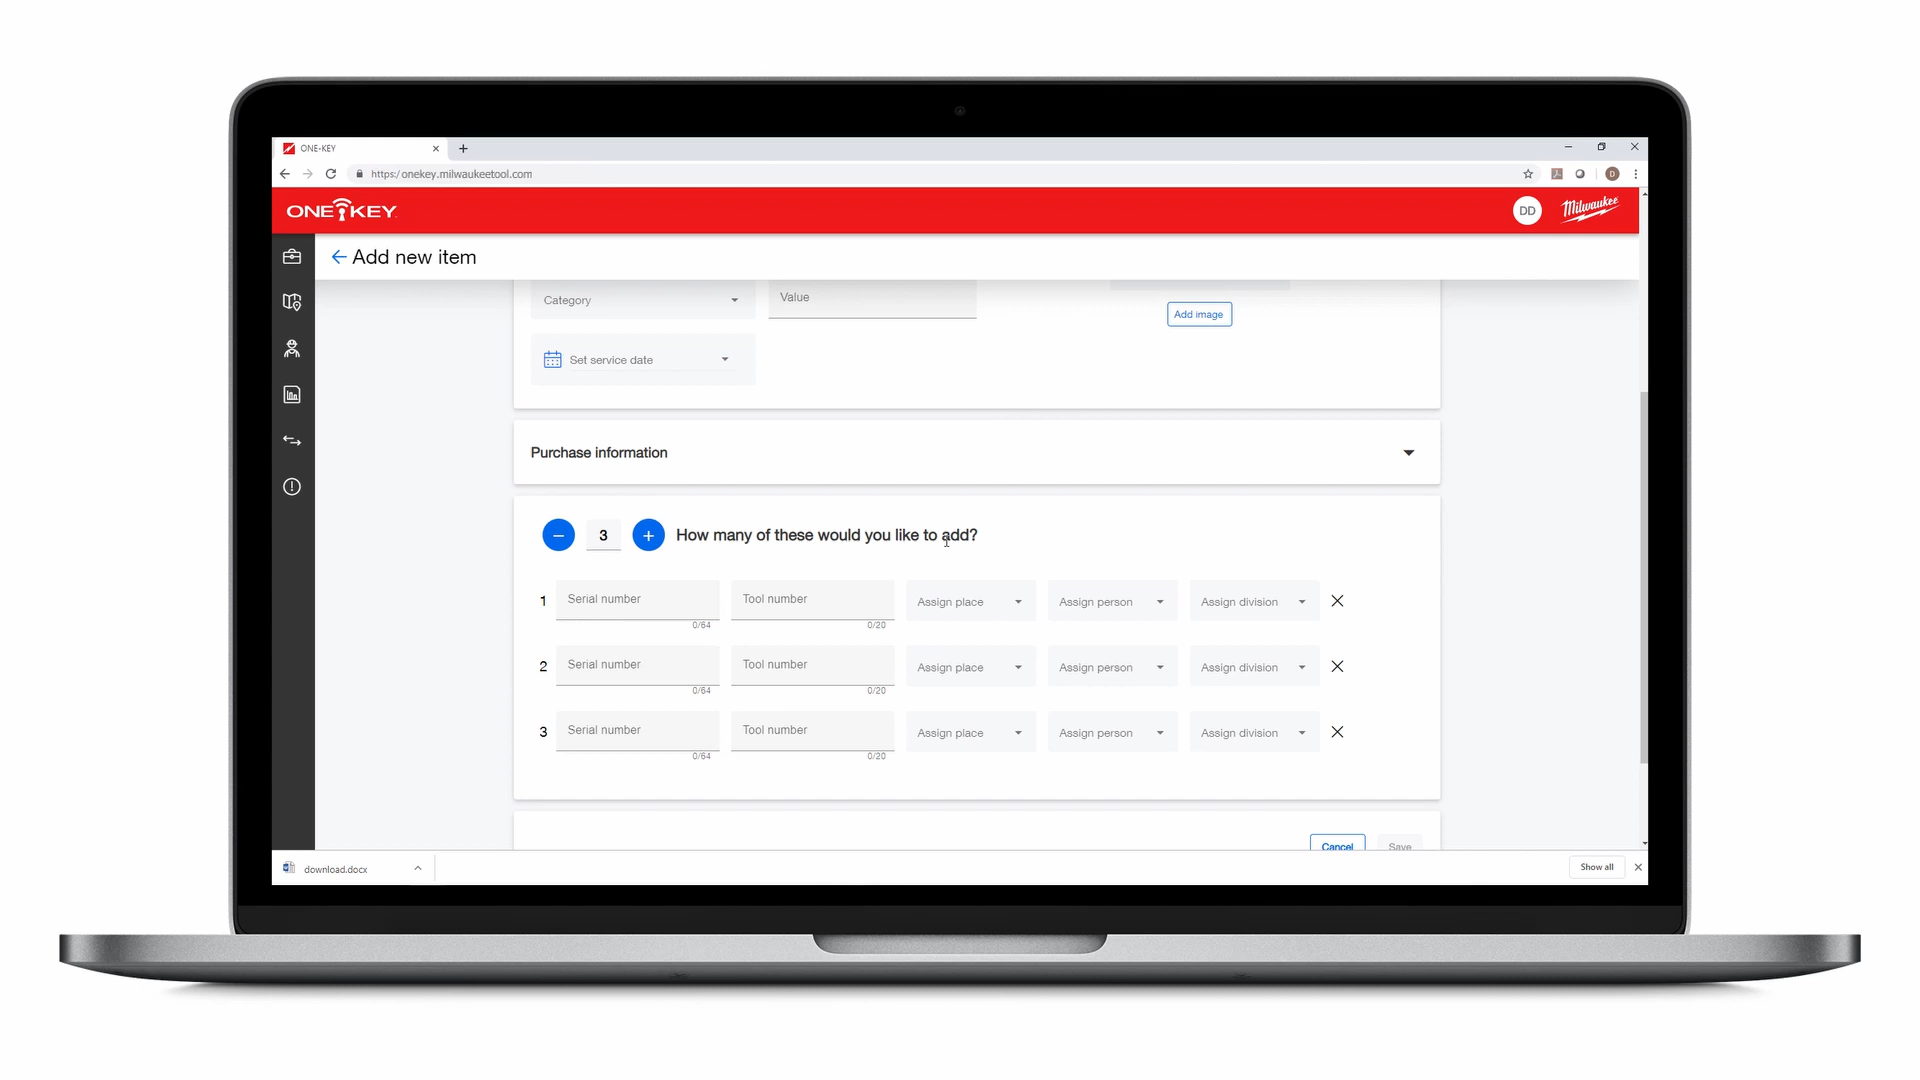 ONE-KEY
https:/onekey.milwaukeetool.com
D
ONE KEY
DD
Milwaukee
Add new item
Category
Value
Add image
Set service date
Purchase information
3 How many of these would you like to add?
1 Serial number Tool number Assign place Assign person Assign division
0/64 0/20
2 Serial number Tool number Assign place Assign person Assign division
0/64 0/20
3 Serial number Tool number Assign place Assign person Assign division
0/64 0/20
Cancel Save
download.docx
Show all